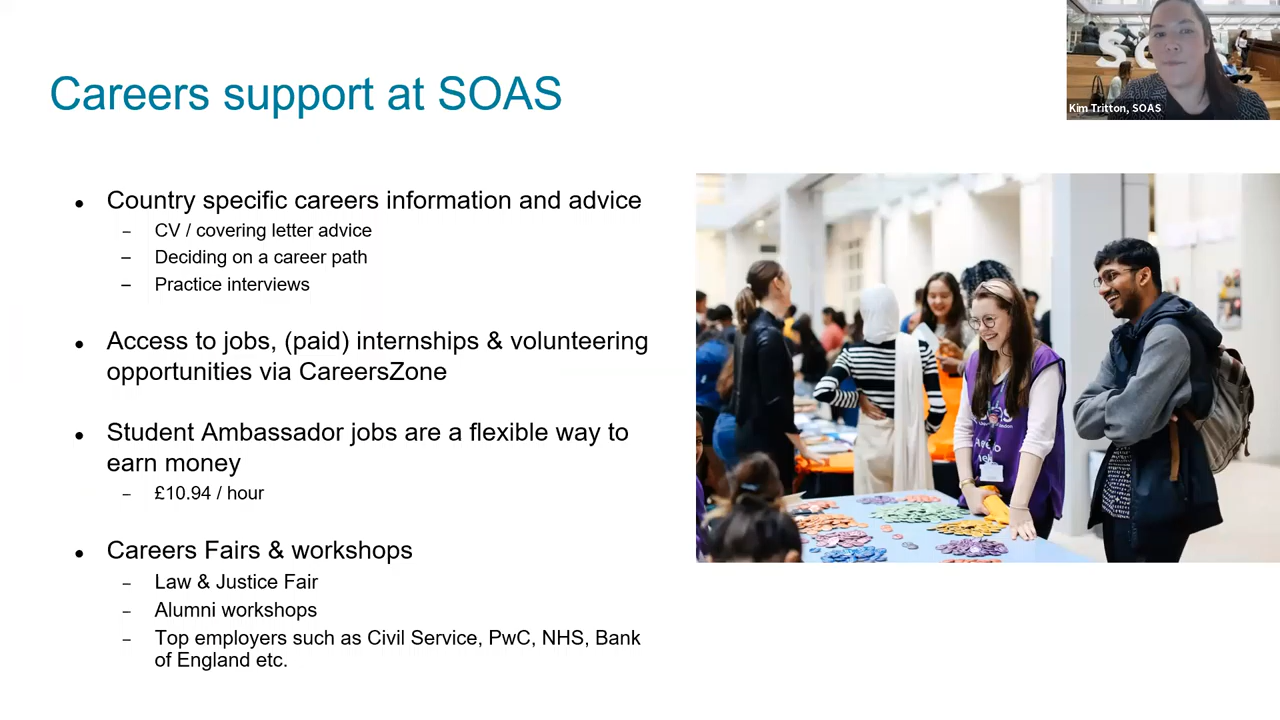 Careers support at SOAS
Kim Tritton, SOAS
• Country specific careers information and advice
– CV / covering letter advice
– Deciding on a career path
– Practice interviews
• Access to jobs, (paid) internships & volunteering
opportunities via CareersZone
• Student Ambassador jobs are a flexible way to
earn money
– £10.94 / hour
• Careers Fairs & workshops
– Law & Justice Fair
– Alumni workshops
– Top employers such as Civil Service, PwC, NHS, Bank
of England etc.